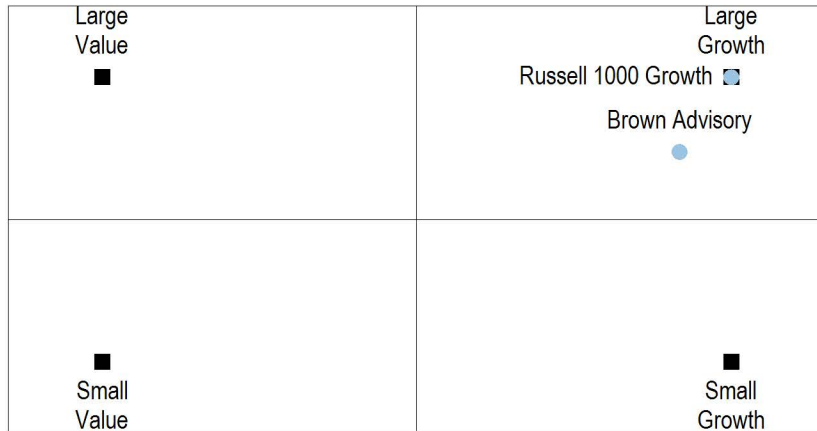 Large
Value
Large
Growth
Russell 1000 Growth
Brown Advisory
Small
Value
Small
Growth